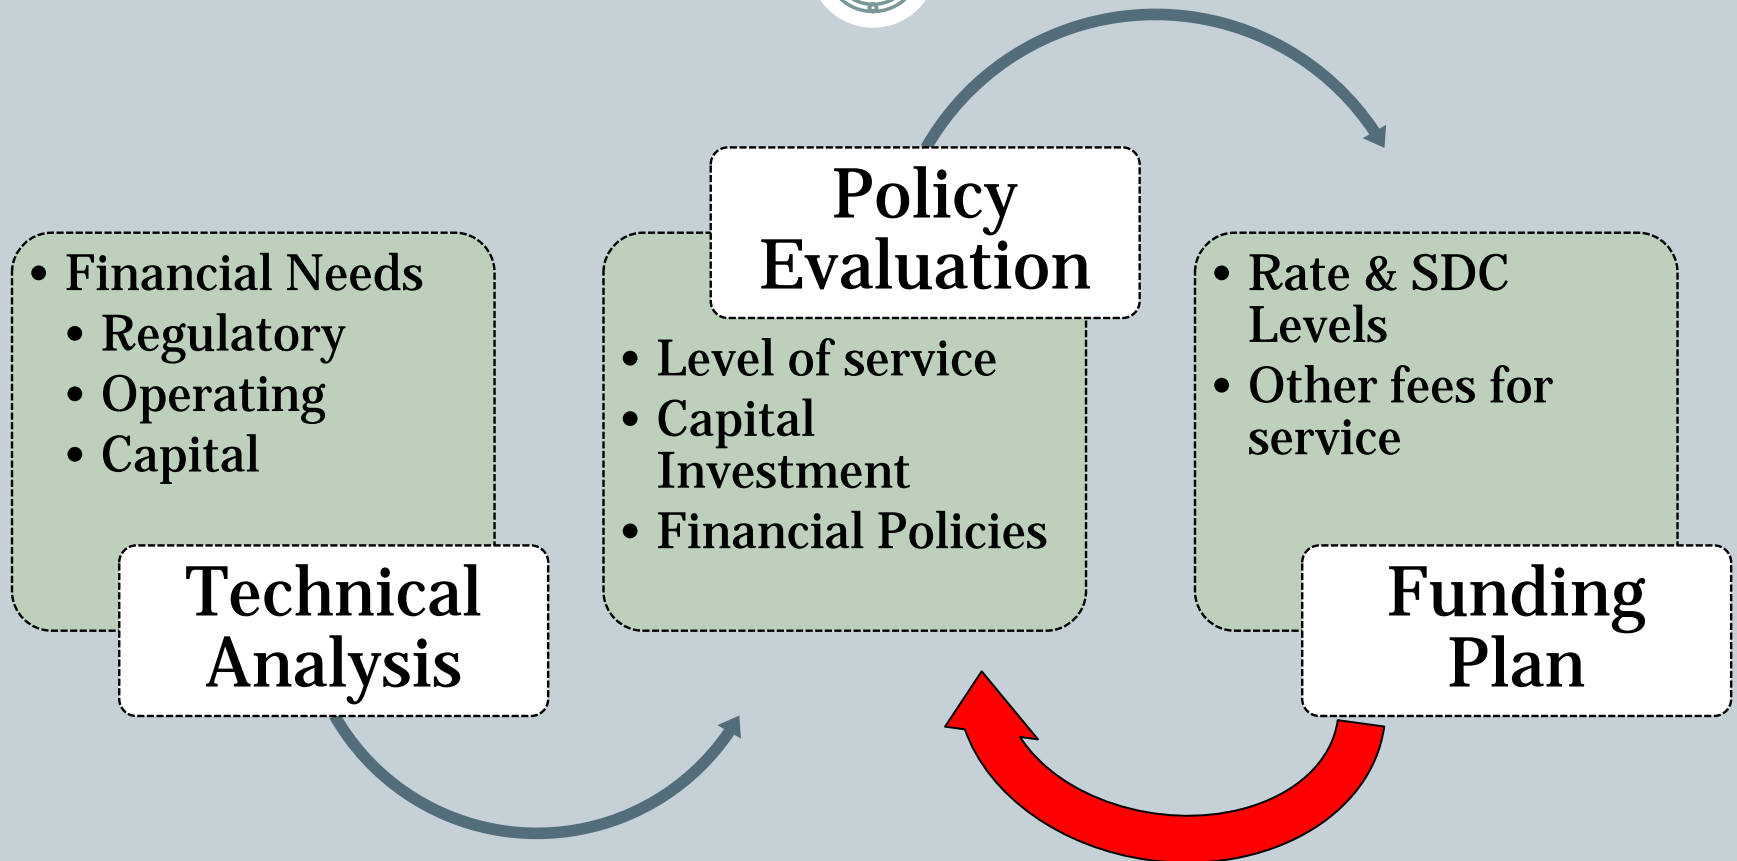 • Financial Needs
• Regulatory
• Operating
• Capital
Technical
Analysis
Policy
Evaluation
• Level of service
• Capital
Investment
• Financial Policies
• Rate & SDC
Levels
• Other fees for
service
Funding
Plan